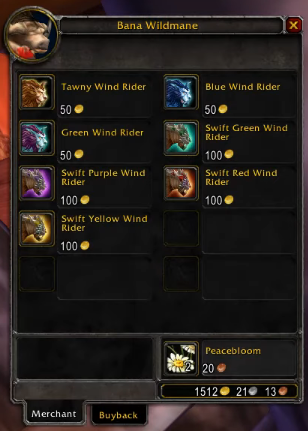 Bana Wildmane
Tawny Wind Rider
50
Blue Wind Rider
50
Green Wind Rider
50
Swift Green Wind
Rider
100
Swift Purple Wind
Rider
100
Swift Red Wind
Rider
100
Swift Yellow Wind
Rider
100
2
Peacebloom
20
1512 21 13
Merchant
Buyback